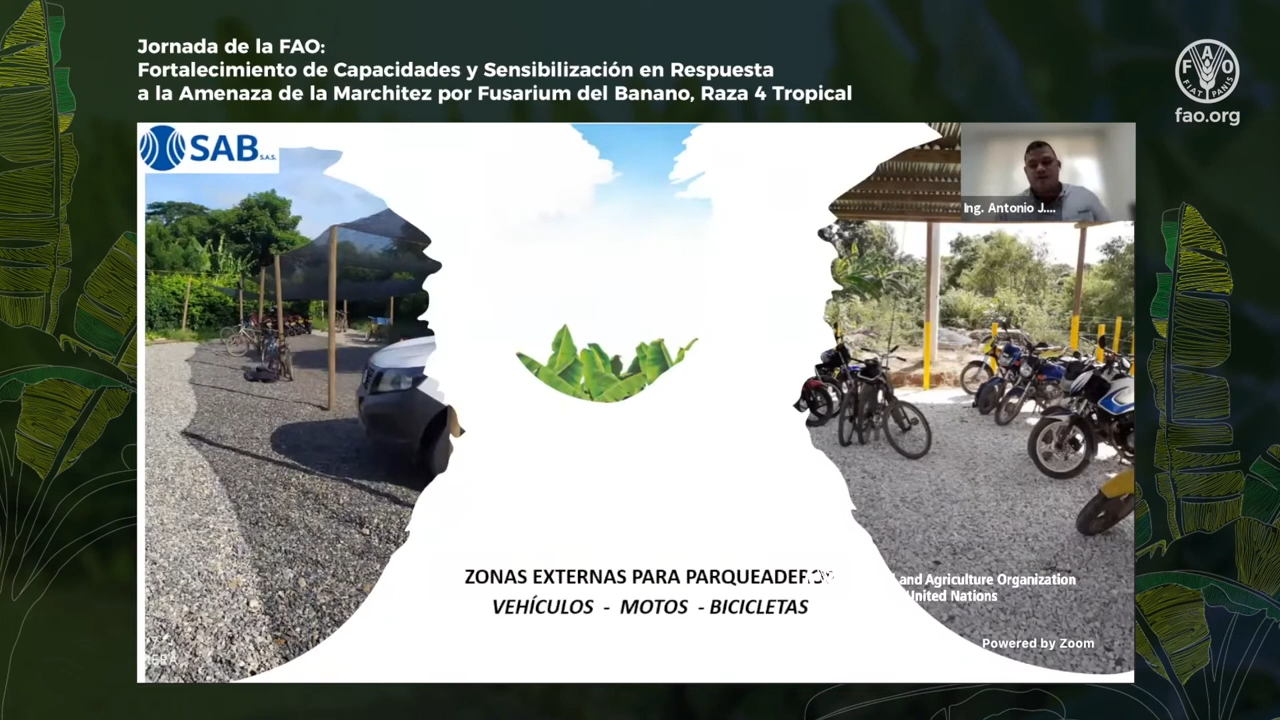 Jornada de la FAO:
Fortalecimiento de Capacidades y Sensibilización en Respuesta
a la Amenaza de la Marchitez por Fusarium del Banano, Raza 4 Tropical
FAO
FIAT PANIS
fao.org
SAB S.A.S.
Ing. Antonio J....
ZONAS EXTERNAS PARA
VEHÍCULOS - MOTOS - BICICLETAS
and Agriculture Organization
United Nations
Powered by Zoom